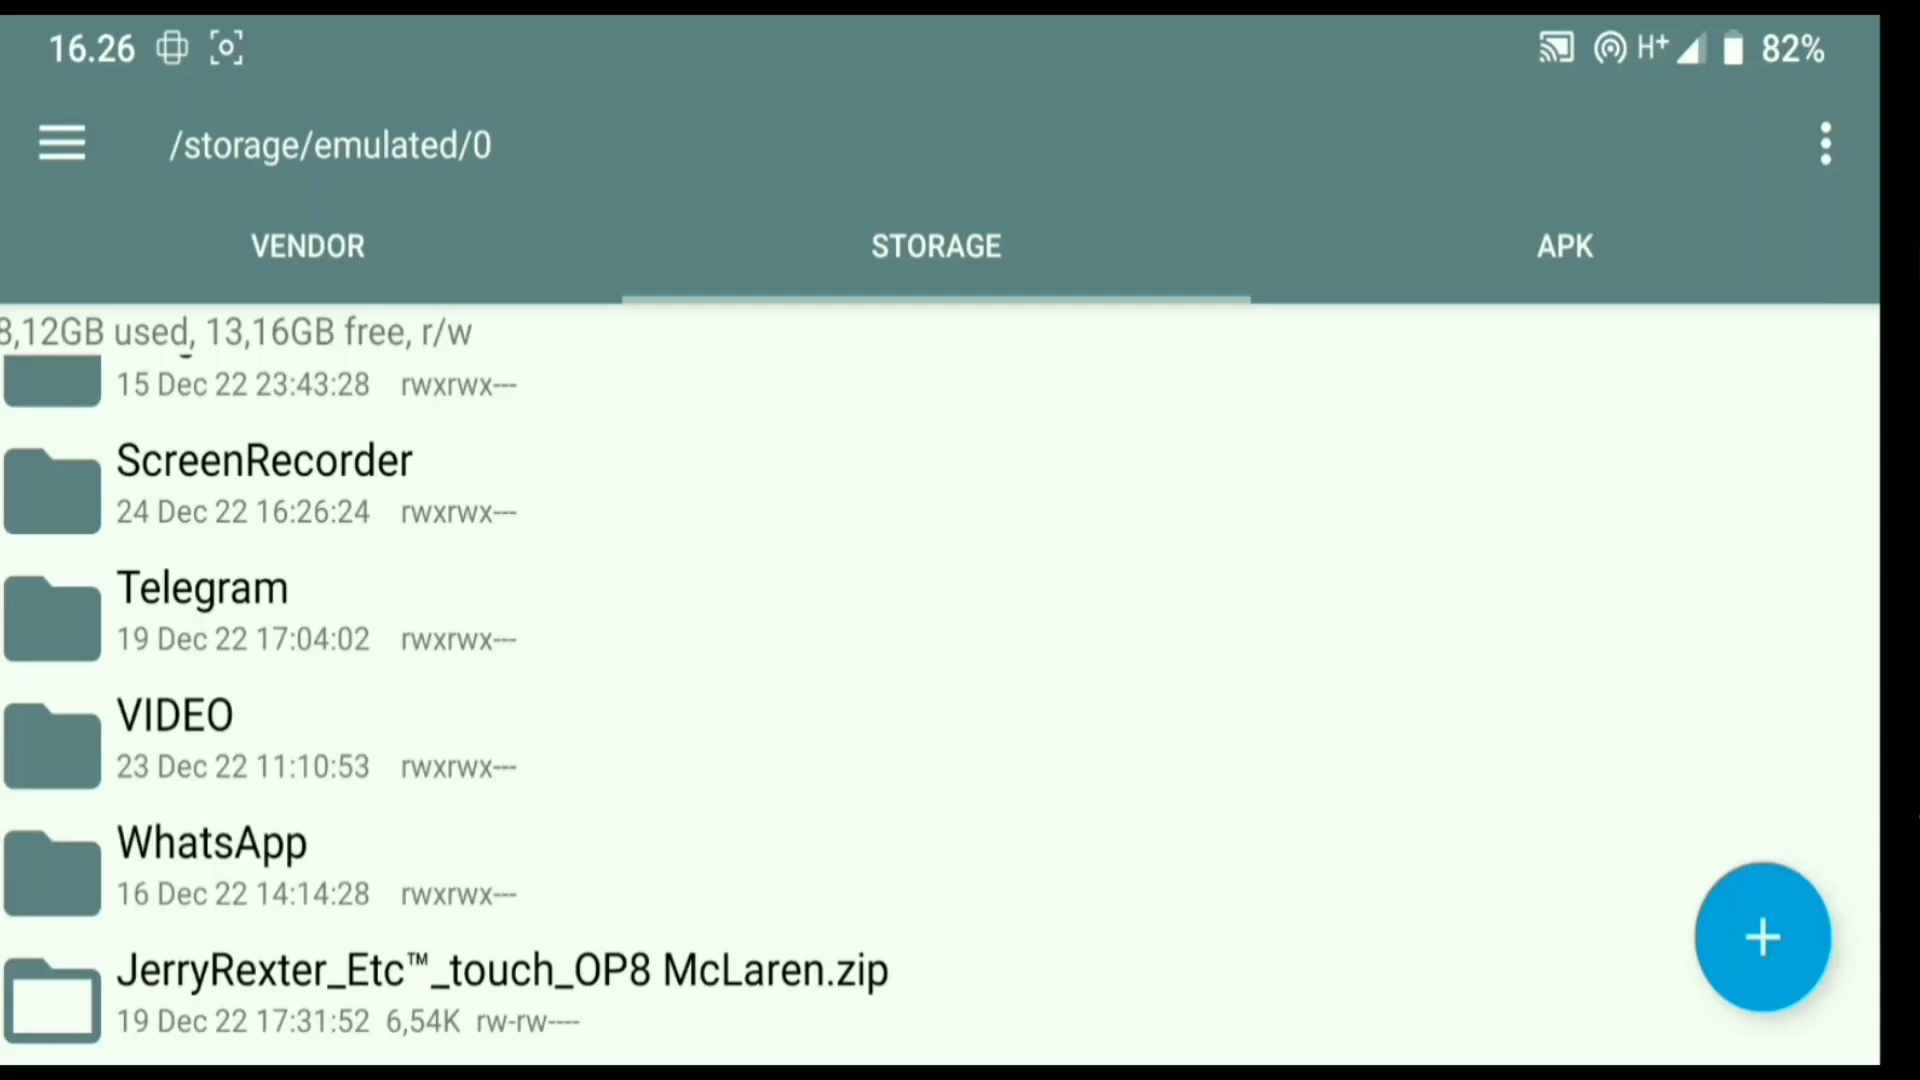 16.26 H+ 82%
/storage/emulated/0
VENDOR STORAGE APK
8,12GB used, 13,16GB free, r/w
15 Dec 22 23:43:28 rwxrwx---
ScreenRecorder
24 Dec 22 16:26:24 rwxrwx---
Telegram
19 Dec 22 17:04:02 rwxrwx---
VIDEO
23 Dec 22 11:10:53 rwxrwx---
WhatsApp
16 Dec 22 14:14:28 rwxrwx---
JerryRexter_Etc™_touch_OP8 McLaren.zip
19 Dec 22 17:31:52 6,54K rw-rw----